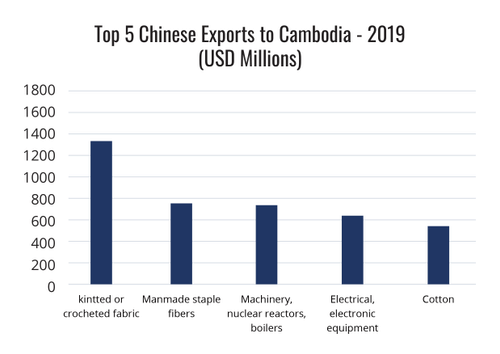 Top 5 Chinese Exports to Cambodia - 2019
(USD Millions)
1800
1600
1400
1200
1000
800
600
400
200
0
kintted or
crocheted fabric
Manmade staple
fibers
Machinery,
nuclear reactors,
boilers
Electrical,
electronic
equipment
Cotton